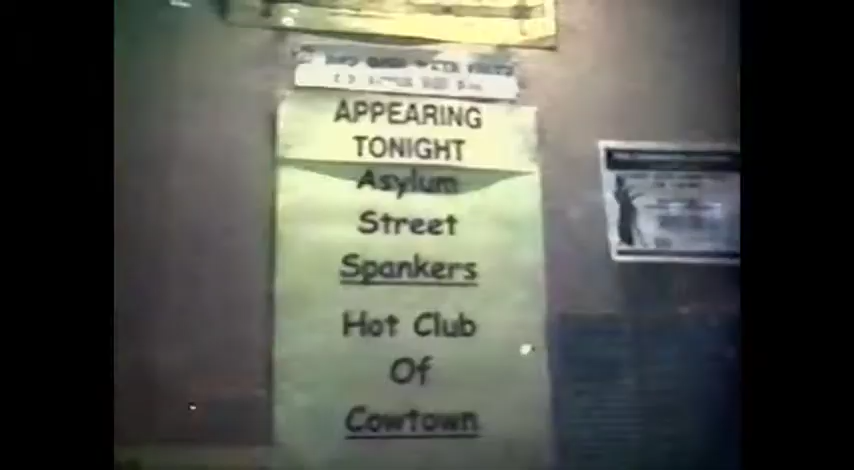 APPEARING
TONIGHT
Asylum
Street
Spankers
Hot Club
Of
Cowtown